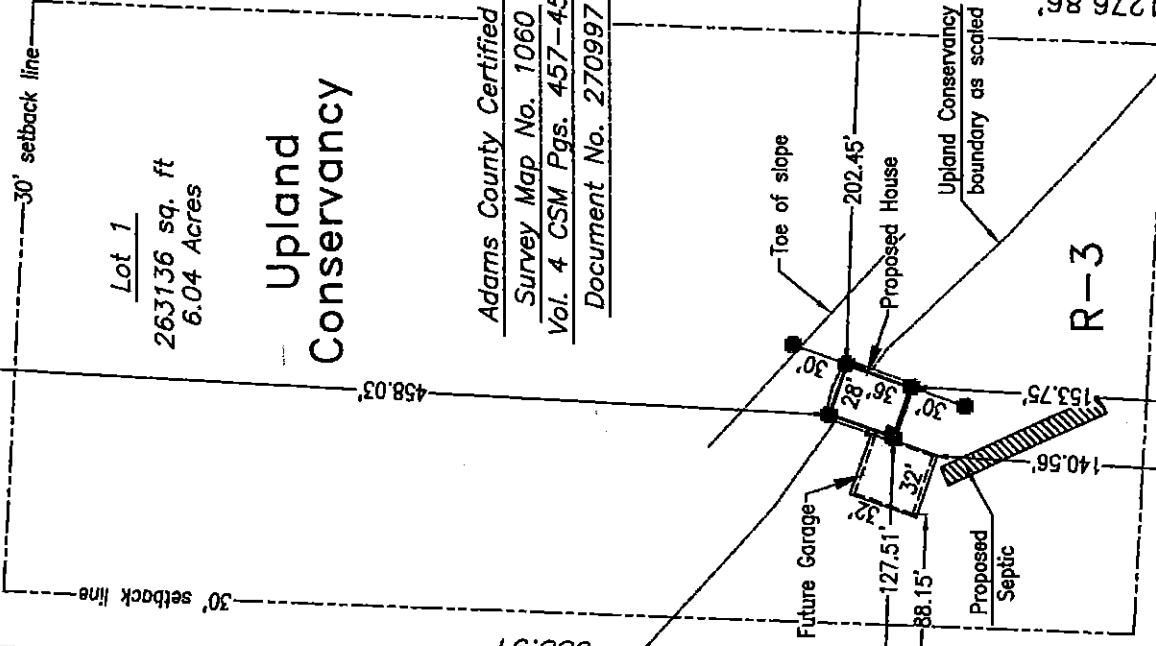 30' setback line
Lot 1
263136 sq. ft
6.04 Acres
Upland
Conservancy
Adams County Certified
Survey Map No. 1060
Vol. 4 CSM Pgs. 457-45
Document No. 270997
1276.86'
Upland Conservancy
boundary as scaled
Toe of slope
202.45'
Proposed House
458.03'
30'
28'
36'
30'
R-3
153.75'
140.56'
32'
32'
Future Garage
127.51'
88.15'
Proposed
Septic
30' setback line